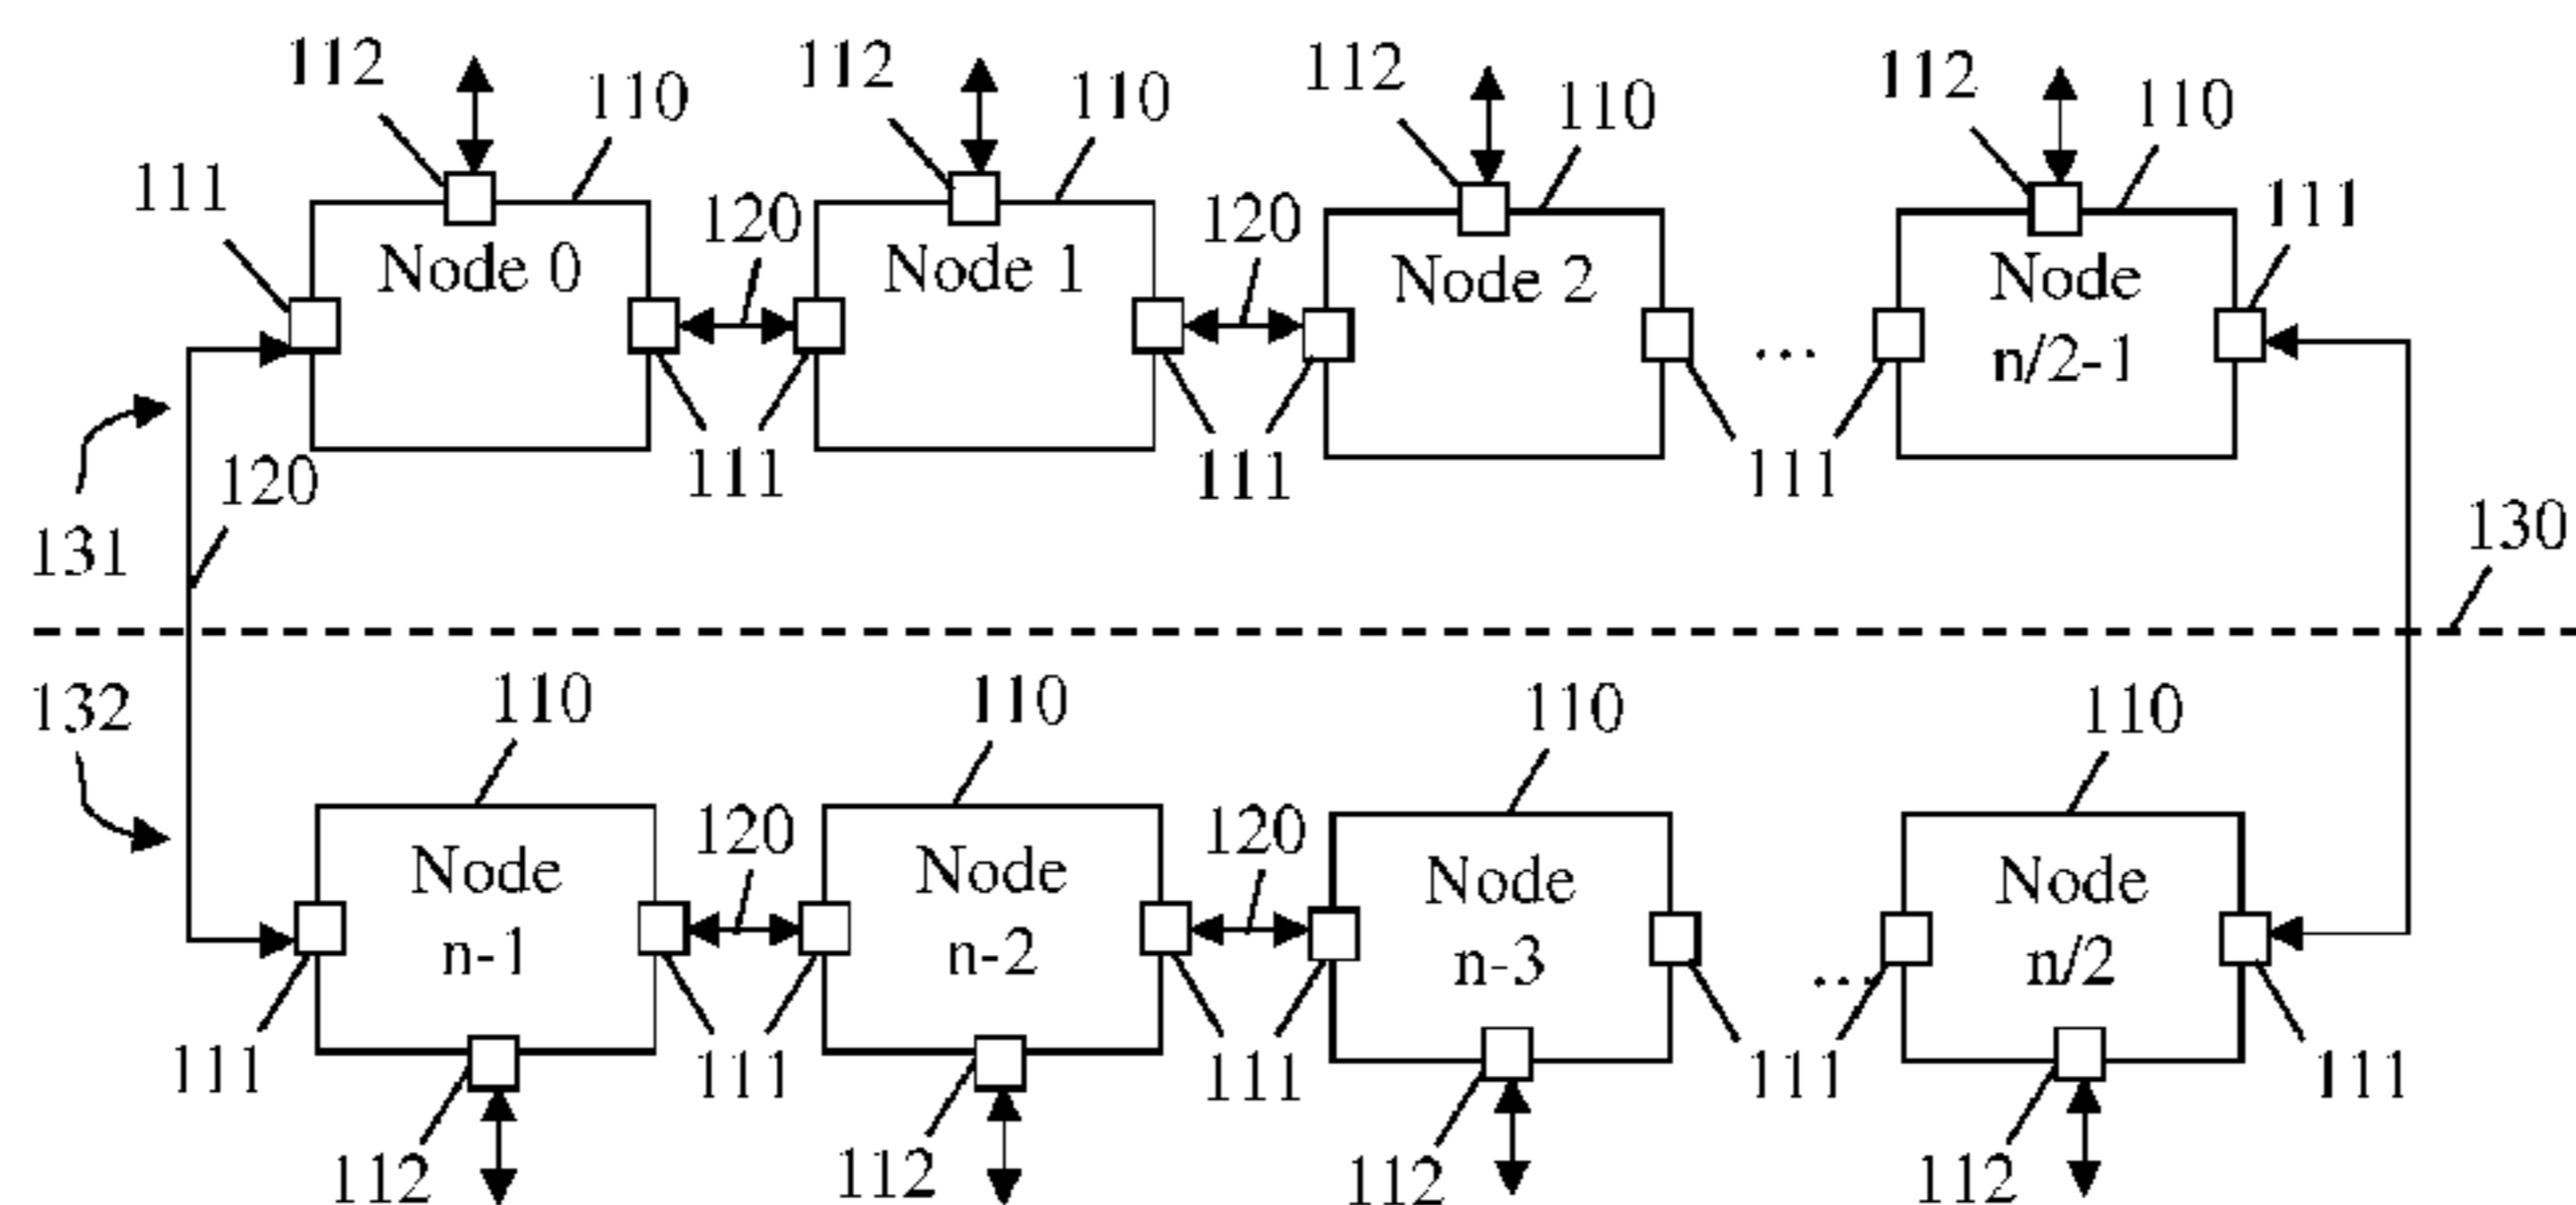 112 112 112 112
110 110 110 110
111 120 120 111
Node 0 Node 1 Node 2 Node
n/2-1
...
120 111 111 111
131 130
132 110 110 110 110
120 120
Node Node Node Node
n-1 n-2 n-3 n/2
...
111 111 111 111 111
112 112 112 112